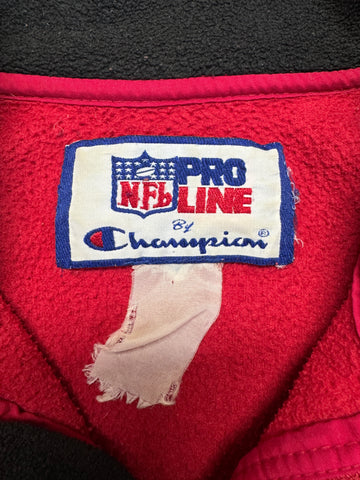 NFL PRO
LINE
By
Champion®